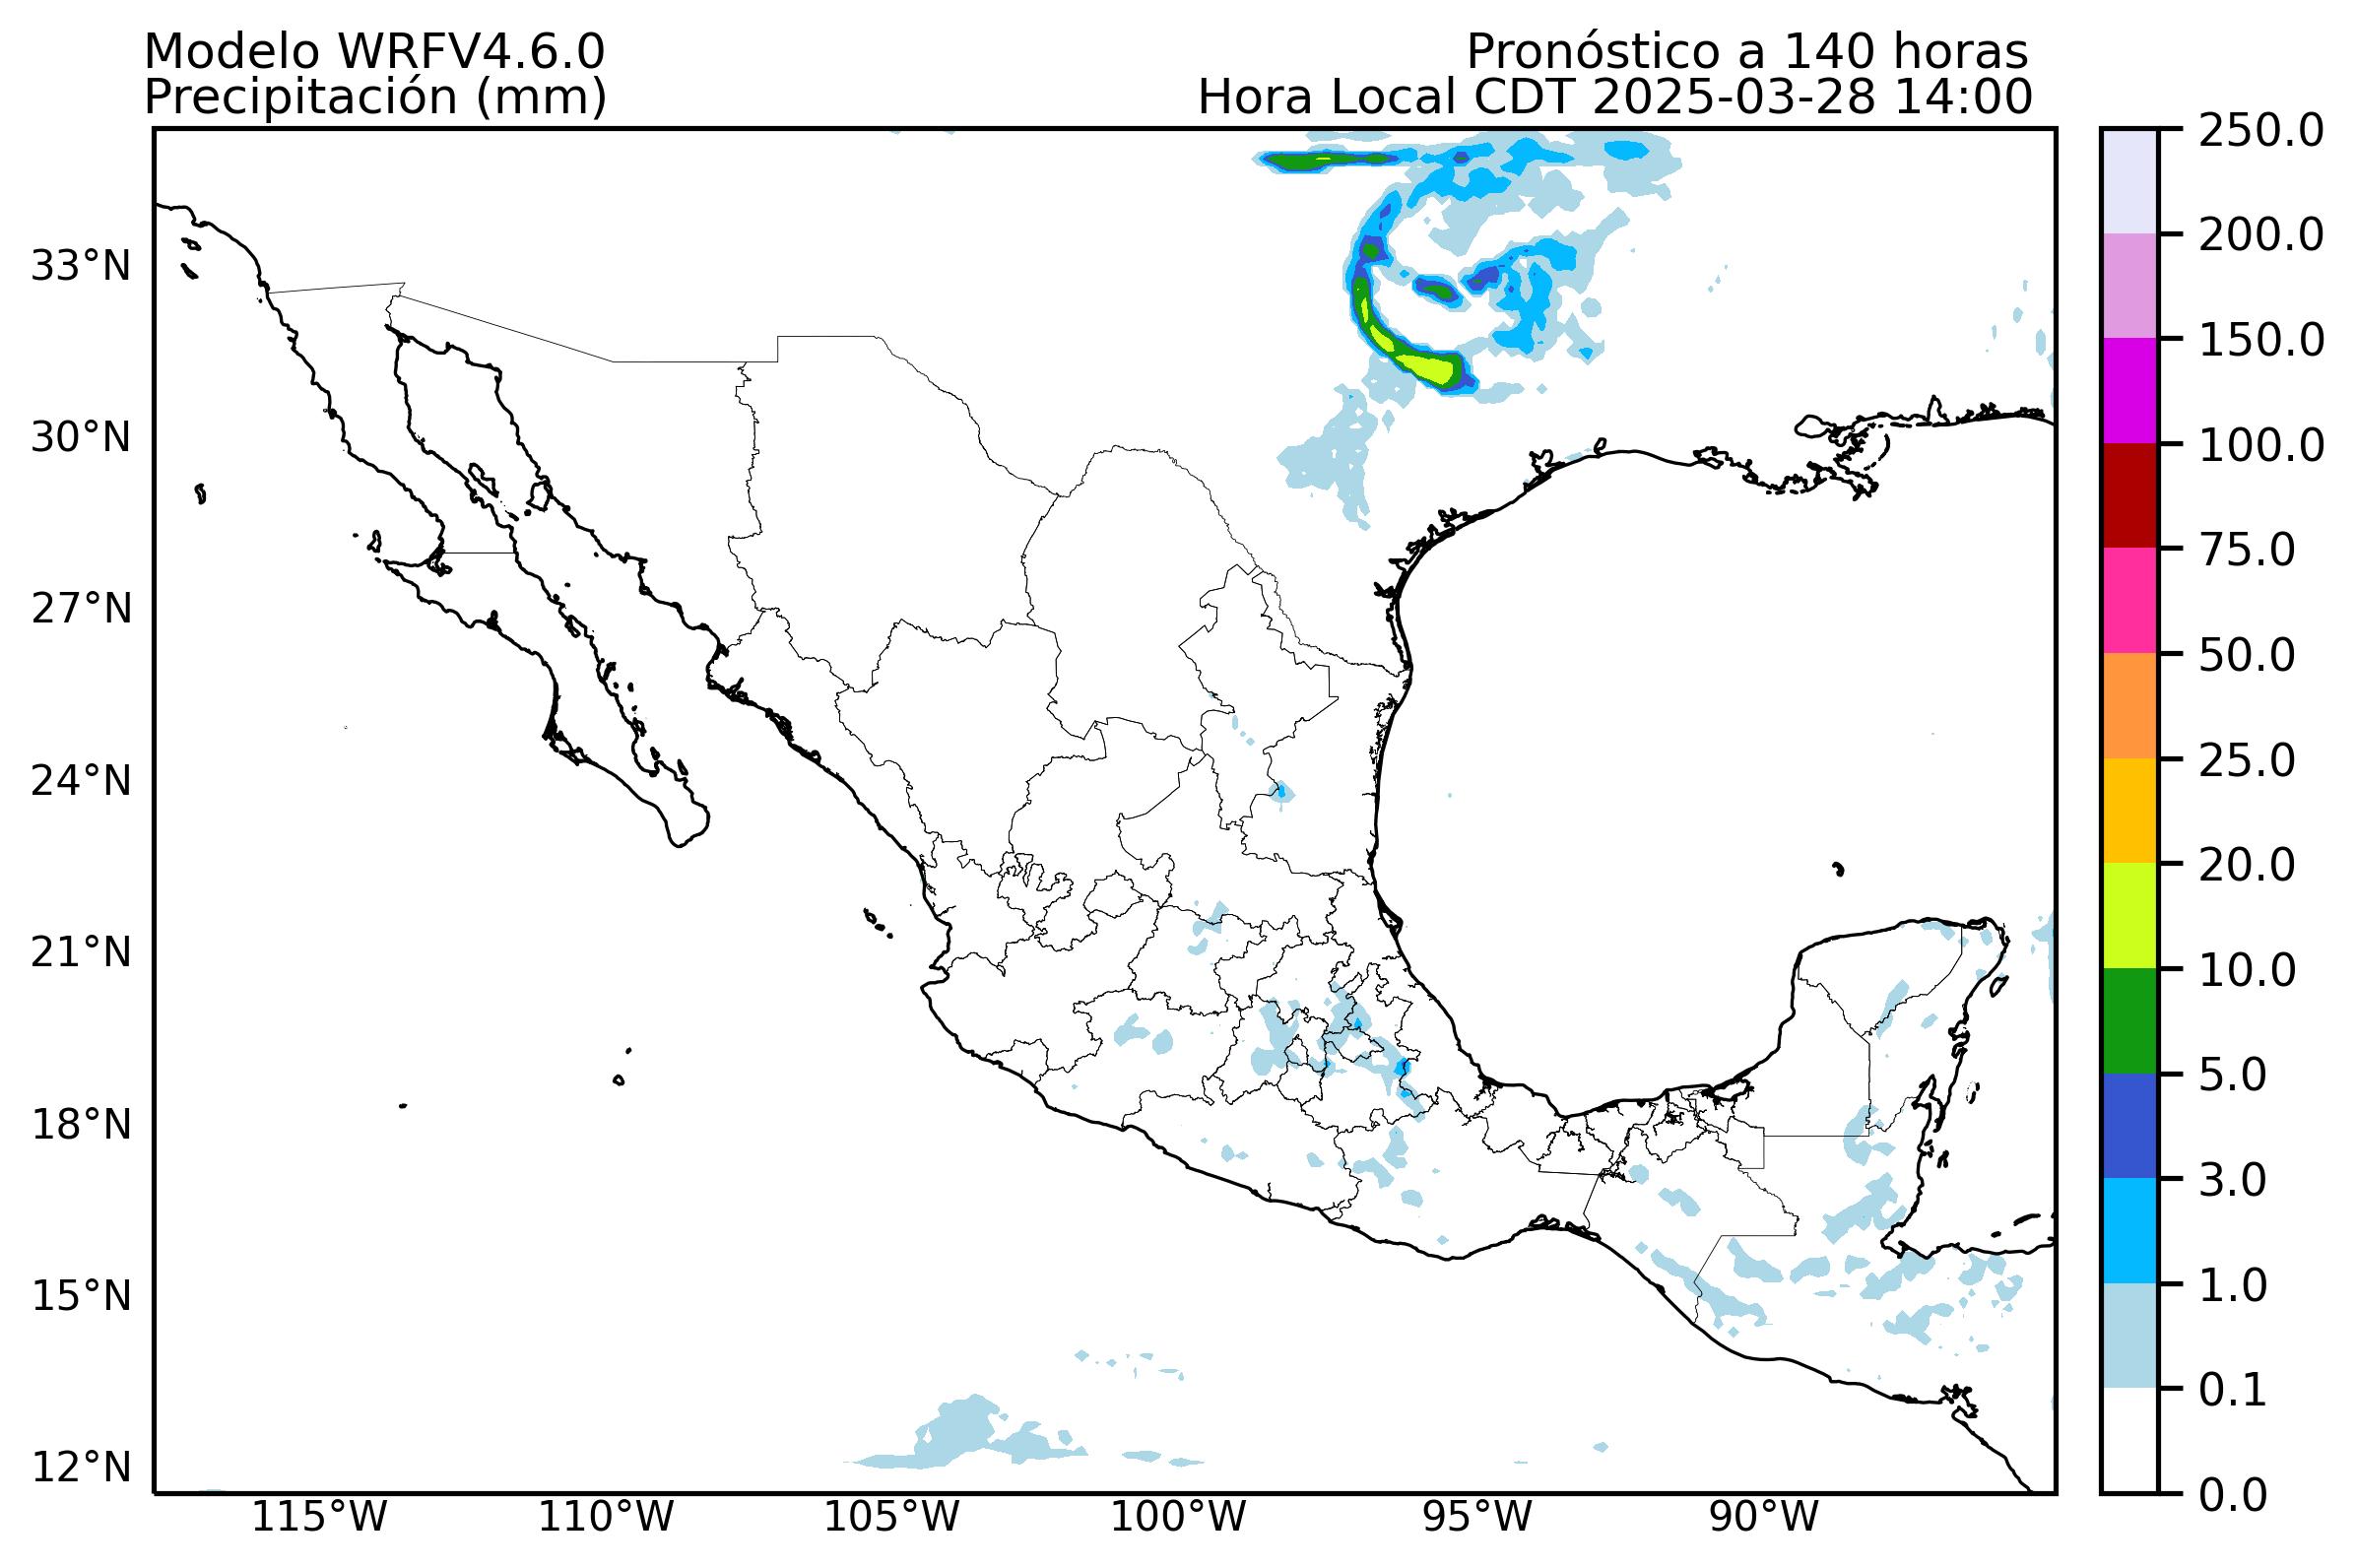 Modelo WRFV4.6.0
Pronóstico a 140 horas
Precipitación (mm)
Hora Local CDT 2025-03-28 14:00
33°N
30°N
27°N
24°N
21°N
18°N
15°N
12°N
115°W
110°W
105°W
100°W
95°W
90°W
250.0
200.0
150.0
100.0
75.0
50.0
25.0
20.0
10.0
5.0
3.0
1.0
0.1
0.0